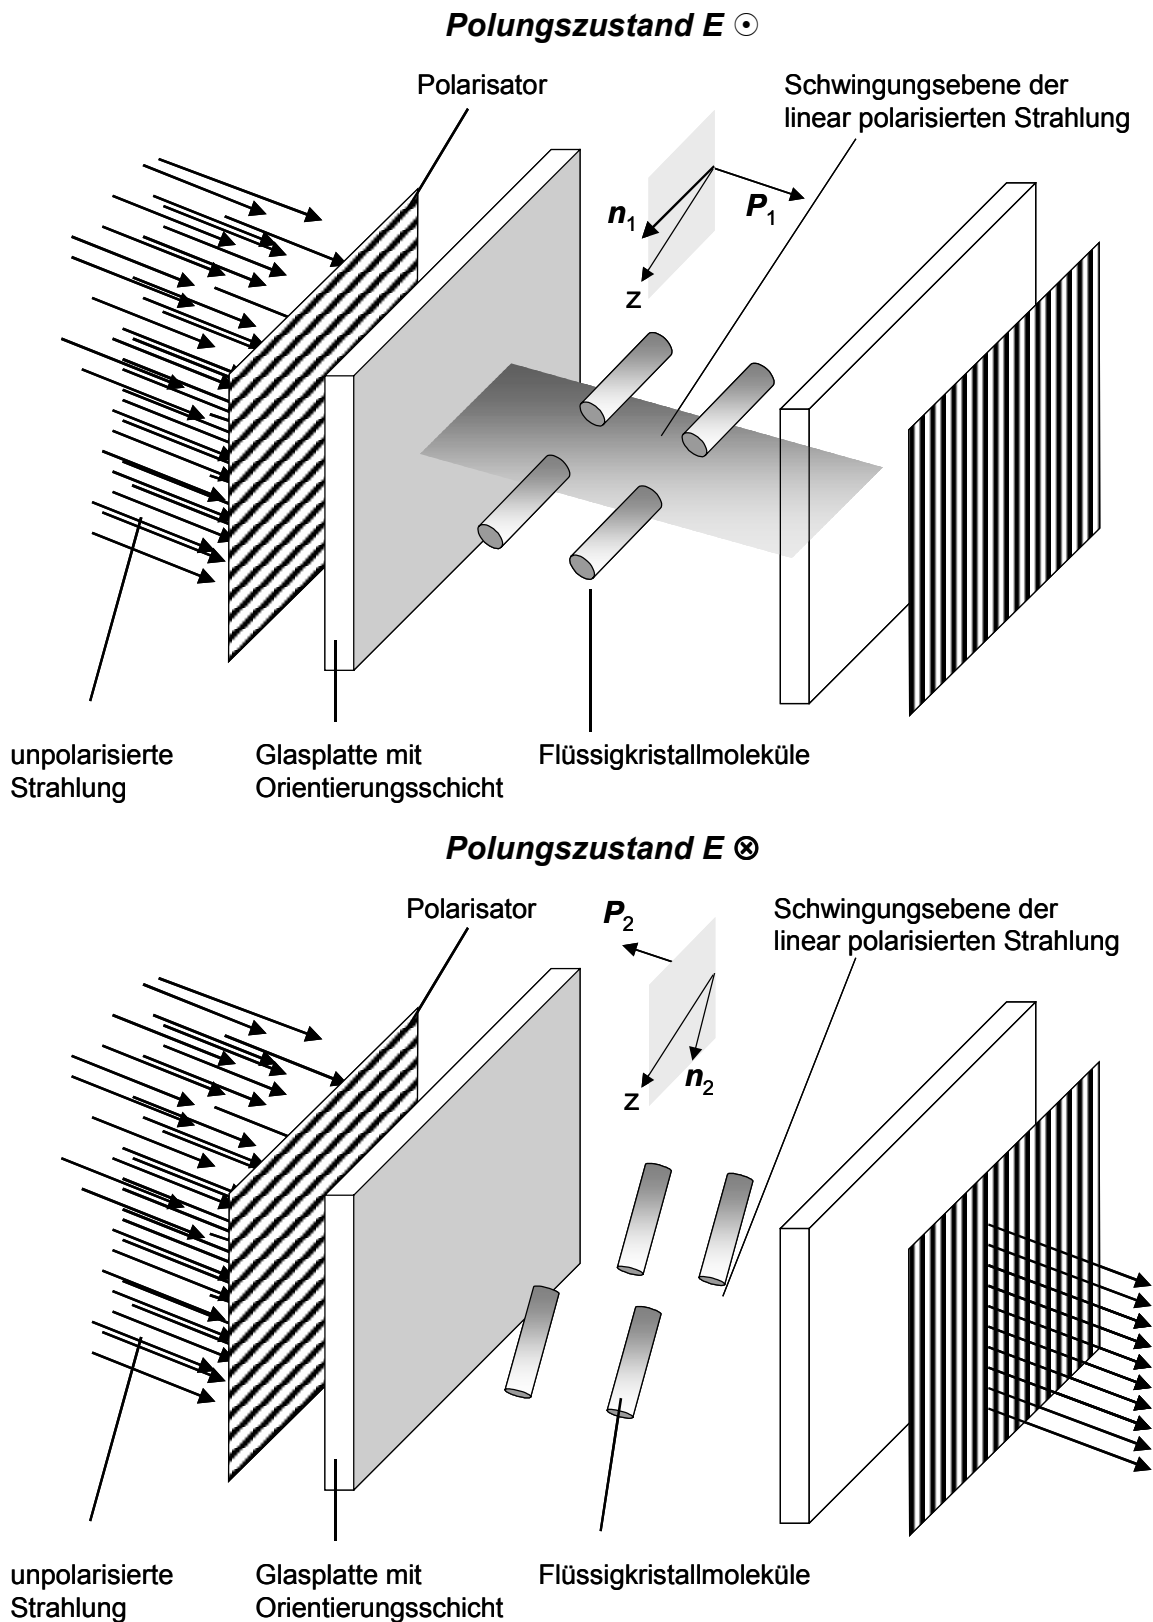 Polungszustand E ⊙
Polarisator
Schwingungsebene der
linear polarisierten Strahlung
n₁
P₁
z
unpolarisierte
Strahlung
Glasplatte mit
Orientierungsschicht
Flüssigkristallmoleküle
Polungszustand E ⊗
Polarisator
P₂
Schwingungsebene der
linear polarisierten Strahlung
z
n₂
unpolarisierte
Strahlung
Glasplatte mit
Orientierungsschicht
Flüssigkristallmoleküle